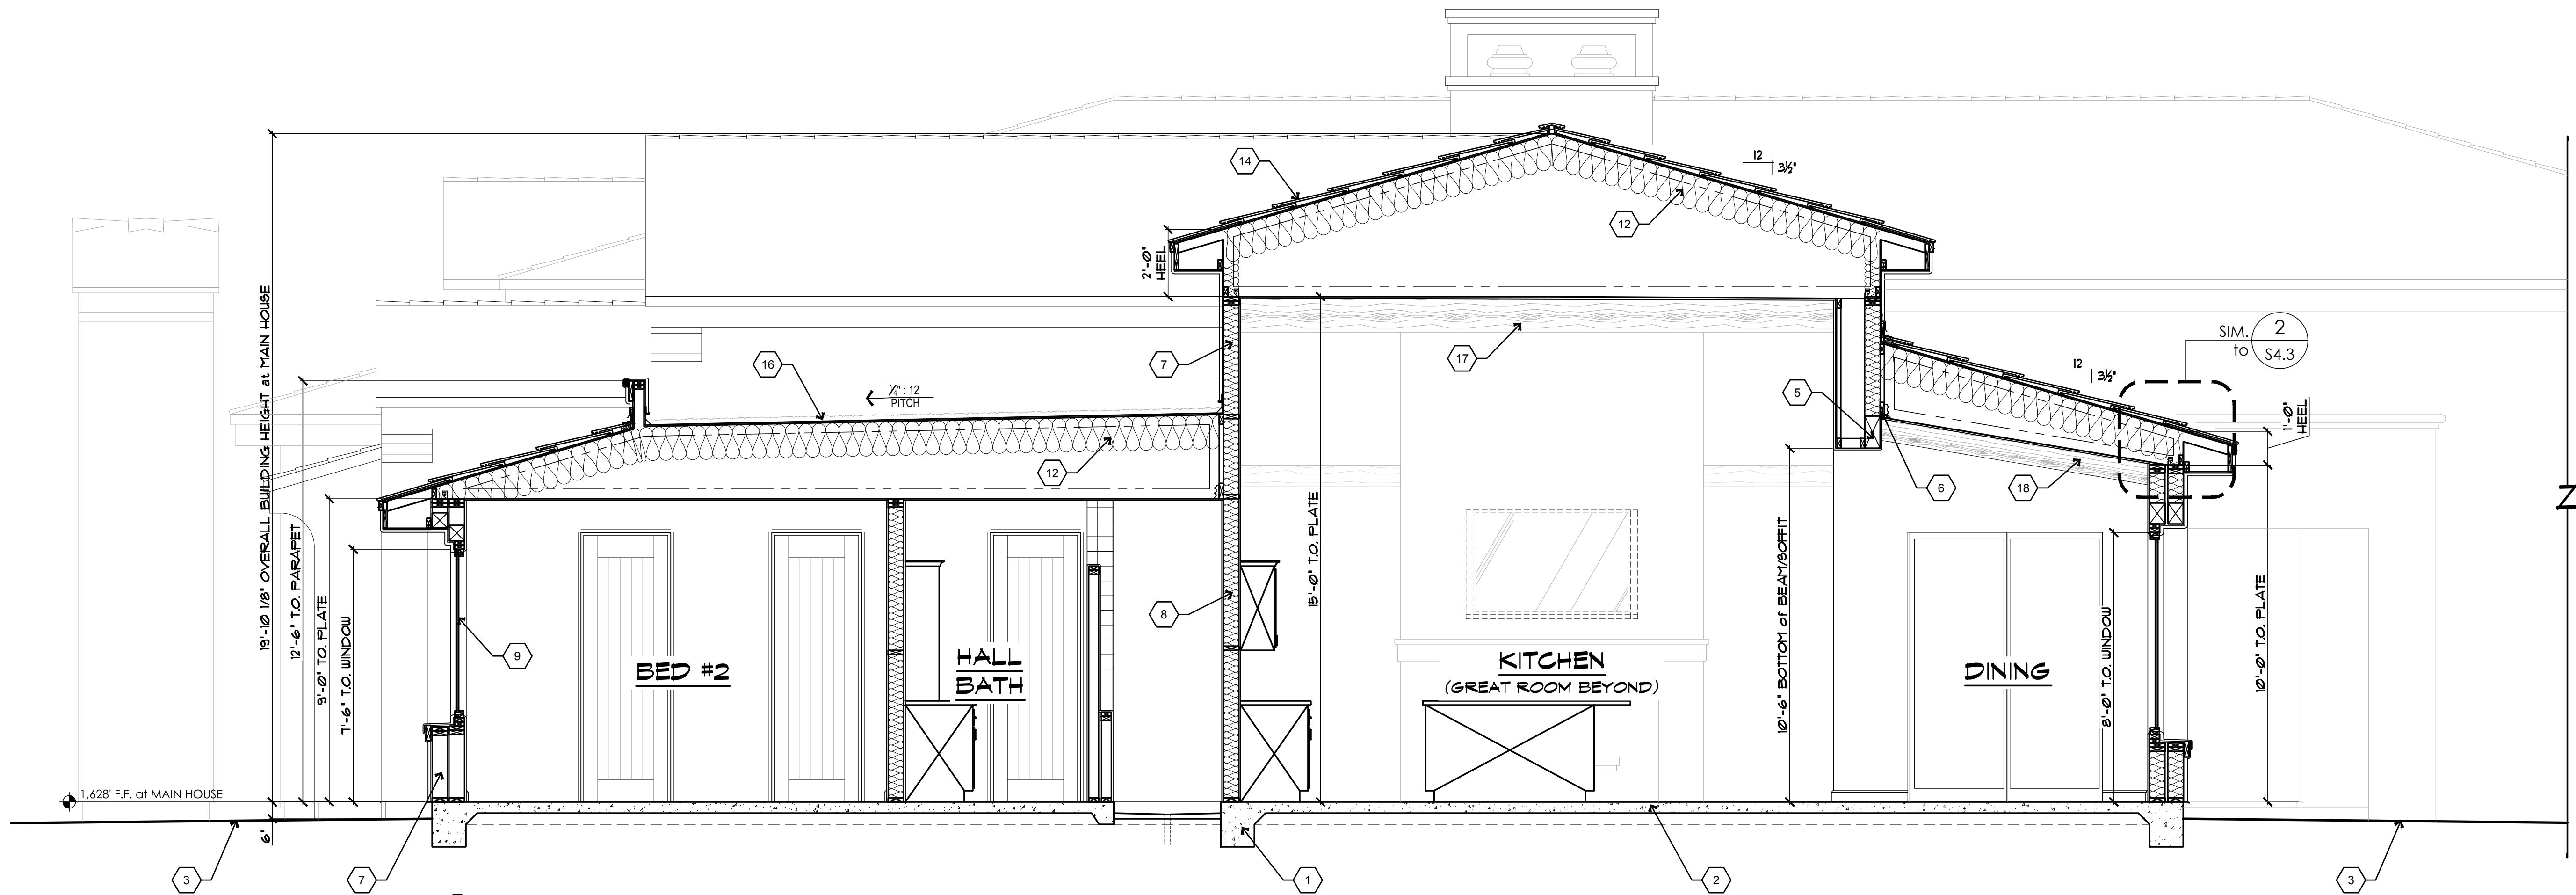 14
12
3½"
12
2'-0"
HEEL
19'-10 1/8" OVERALL BUILDING HEIGHT at MAIN HOUSE
12'-6" T.O. PARAPET
9'-0" TO. PLATE
7'-6" T.O. WINDOW
16
¼" : 12
PITCH
12
7
17
15'-0" T.O. PLATE
5
6
18
12
3½"
SIM.
to
2
S4.3
1'-0"
HEEL
10'-6" BOTTOM of BEAM/SOFFIT
8'-0" T.O. WINDOW
10'-0" T.O. PLATE
8
9
BED #2
HALL
BATH
KITCHEN
(GREAT ROOM BEYOND)
DINING
1,628' F.F. at MAIN HOUSE
6"
3
7
1
2
3